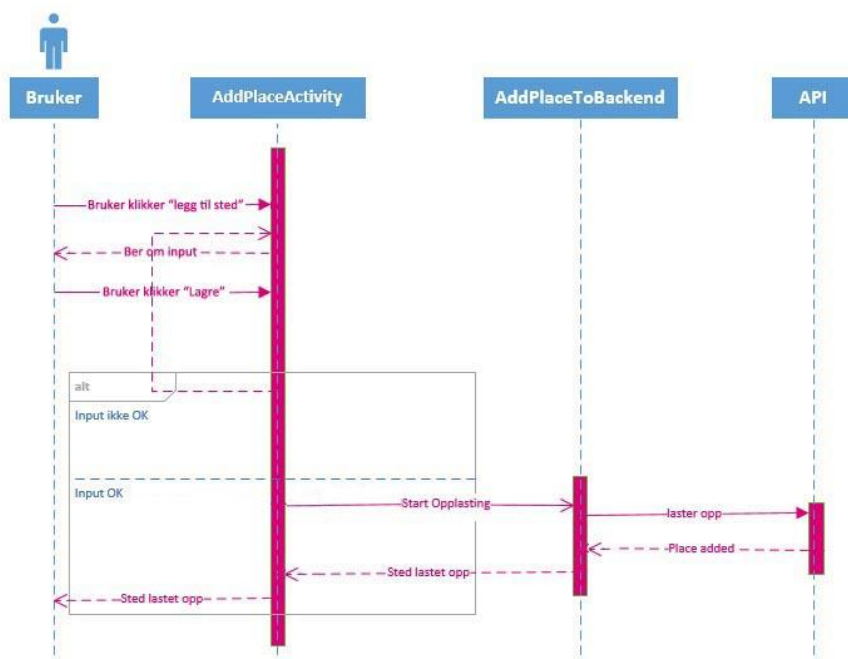 Bruker
AddPlaceActivity
AddPlaceToBackend
API
Bruker klikker “legg til sted”
Ber om input
Bruker klikker “Lagre”
alt
Input ikke OK
Input OK
Start Opplasting
laster opp
Place added
Sted lastet opp
Sted lastet opp